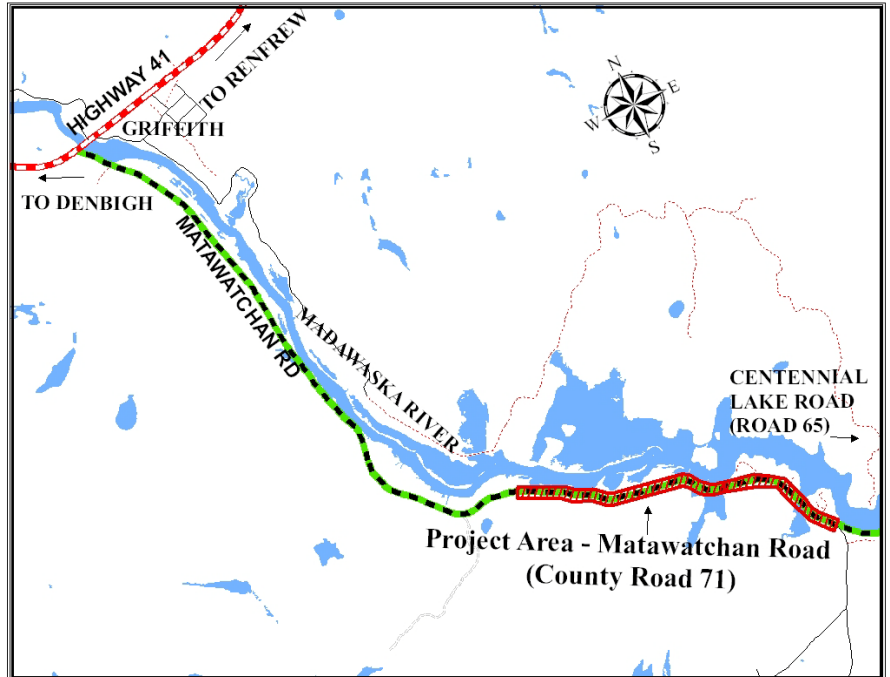 HIGHWAY 41
TO RENFREW
GRIFFITH
N
E
W
S
TO DENBIGH
MATAWATCHAN RD
MADAWASKA RIVER
CENTENNIAL
LAKE ROAD
(ROAD 65)
Project Area - Matawatchan Road
(County Road 71)